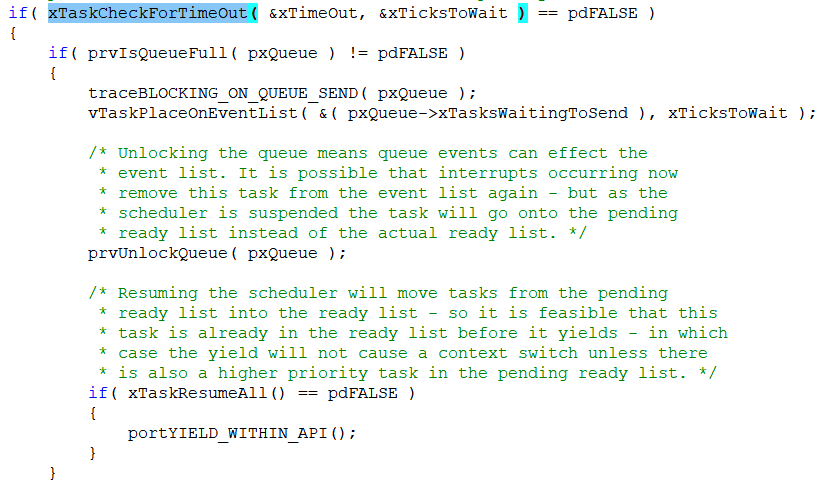 if( xTaskCheckForTimeOut( &xTimeOut, &xTicksToWait ) == pdFALSE )
{
    if( prvIsQueueFull( pxQueue ) != pdFALSE )
    {
        traceBLOCKING_ON_QUEUE_SEND( pxQueue );
        vTaskPlaceOnEventList( &( pxQueue->xTasksWaitingToSend ), xTicksToWait );

        /* Unlocking the queue means queue events can effect the
         * event list. It is possible that interrupts occurring now
         * remove this task from the event list again - but as the
         * scheduler is suspended the task will go onto the pending
         * ready list instead of the actual ready list. */
        prvUnlockQueue( pxQueue );

        /* Resuming the scheduler will move tasks from the pending
         * ready list into the ready list - so it is feasible that this
         * task is already in the ready list before it yields - in which
         * case the yield will not cause a context switch unless there
         * is also a higher priority task in the pending ready list. */
        if( xTaskResumeAll() == pdFALSE )
        {
            portYIELD_WITHIN_API();
        }
    }